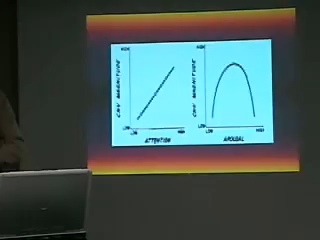 HIGH HIGH
CNV MAGNITUDE CNV MAGNITUDE
LOW LOW
LOW HIGH LOW HIGH
ATTENTION AROUSAL